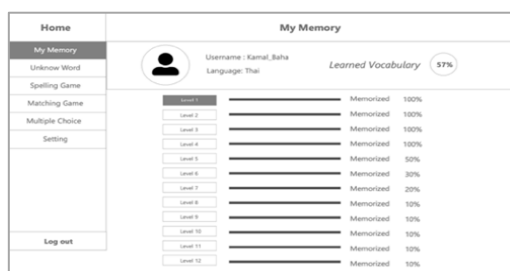 Home
My Memory
My Memory
Unknow Word
Spelling Game
Matching Game
Multiple Choice
Setting
Log out
Username : Kamal_Baha
Language: Thai
Learned Vocabulary 57%
Level 1 Memorized 100%
Level 2 Memorized 100%
Level 3 Memorized 100%
Level 4 Memorized 100%
Level 5 Memorized 50%
Level 6 Memorized 30%
Level 7 Memorized 20%
Level 8 Memorized 10%
Level 9 Memorized 10%
Level 10 Memorized 10%
Level 11 Memorized 10%
Level 12 Memorized 10%